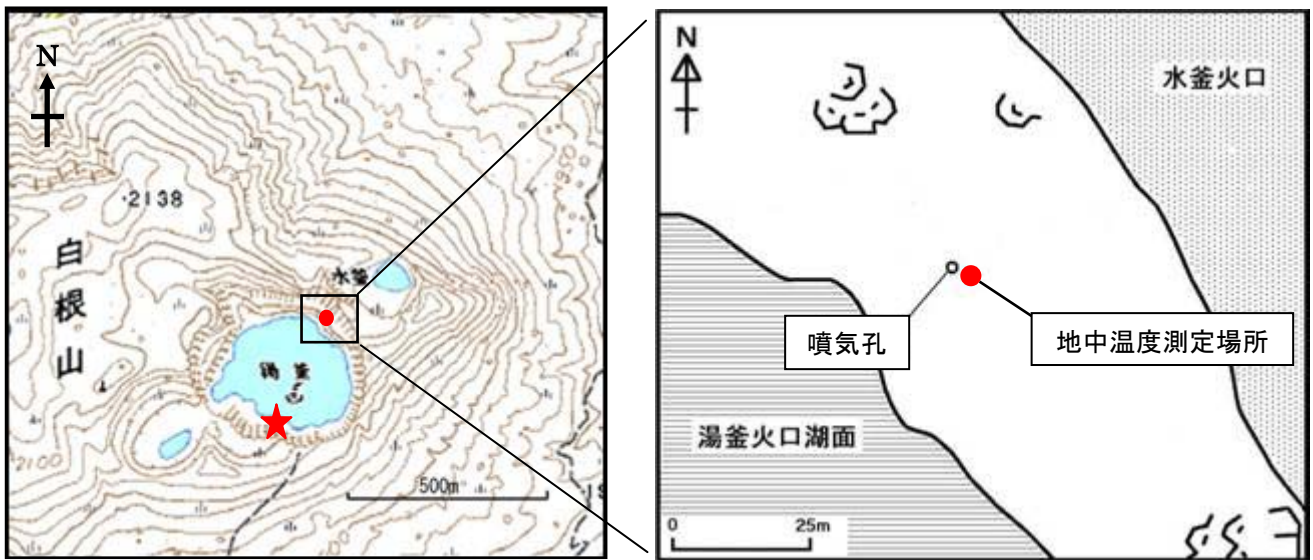 N
・2138
白根山
水釜
湯釜
2100
500m
N
水釜火口
噴気孔
地中温度測定場所
湯釜火口湖面
0
25m